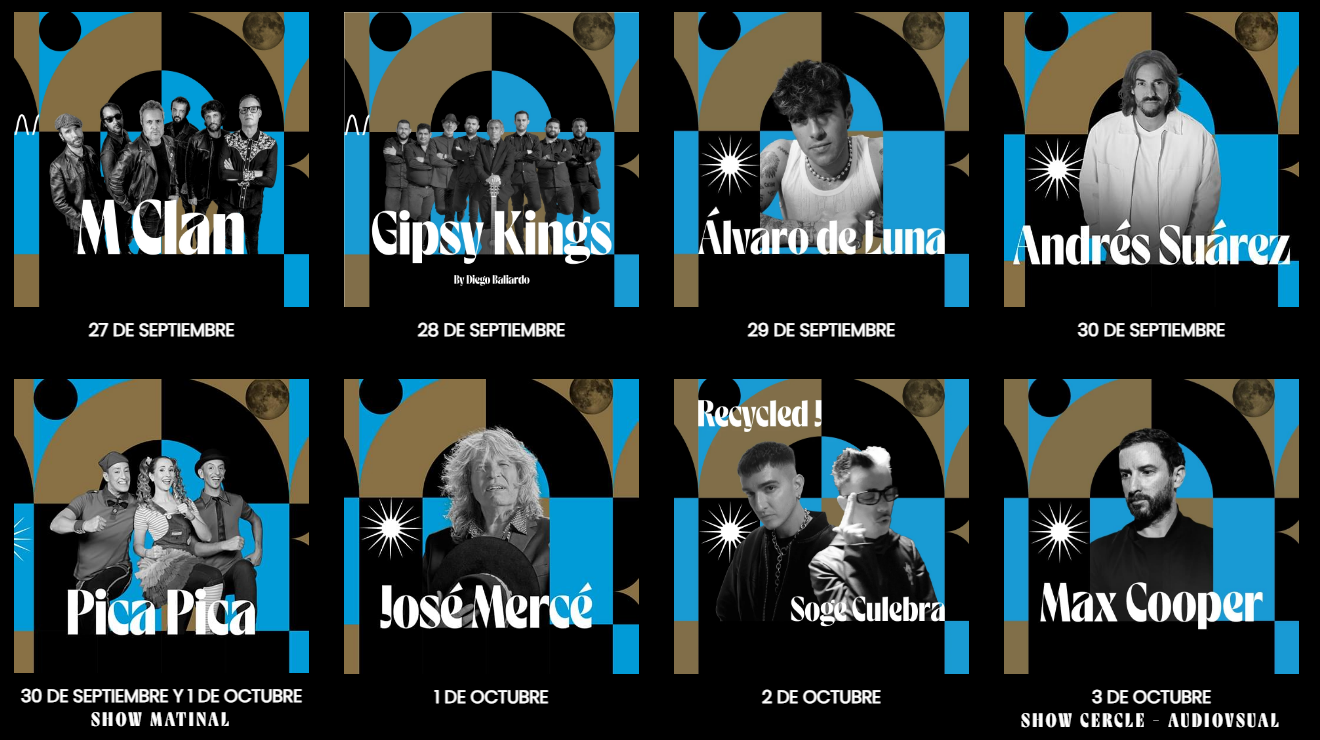 M Clan
27 DE SEPTIEMBRE
Gipsy Kings
By Diego Baliardo
28 DE SEPTIEMBRE
Álvaro de Luna
29 DE SEPTIEMBRE
Andrés Suárez
30 DE SEPTIEMBRE
Pica Pica
30 DE SEPTIEMBRE Y 1 DE OCTUBRE
SHOW MATINAL
José Mercé
1 DE OCTUBRE
Recycled J
Soge Culebra
2 DE OCTUBRE
Max Cooper
3 DE OCTUBRE
SHOW CERCLE - AUDIOVSUAL